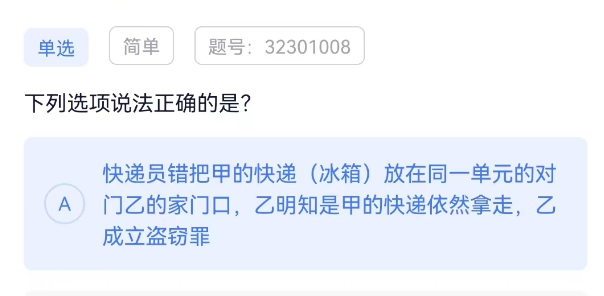 单选 简单 题号：32301008
下列选项说法正确的是？
A 快递员错把甲的快递（冰箱）放在同一单元的对
门乙的家门口，乙明知是甲的快递依然拿走，乙
成立盗窃罪